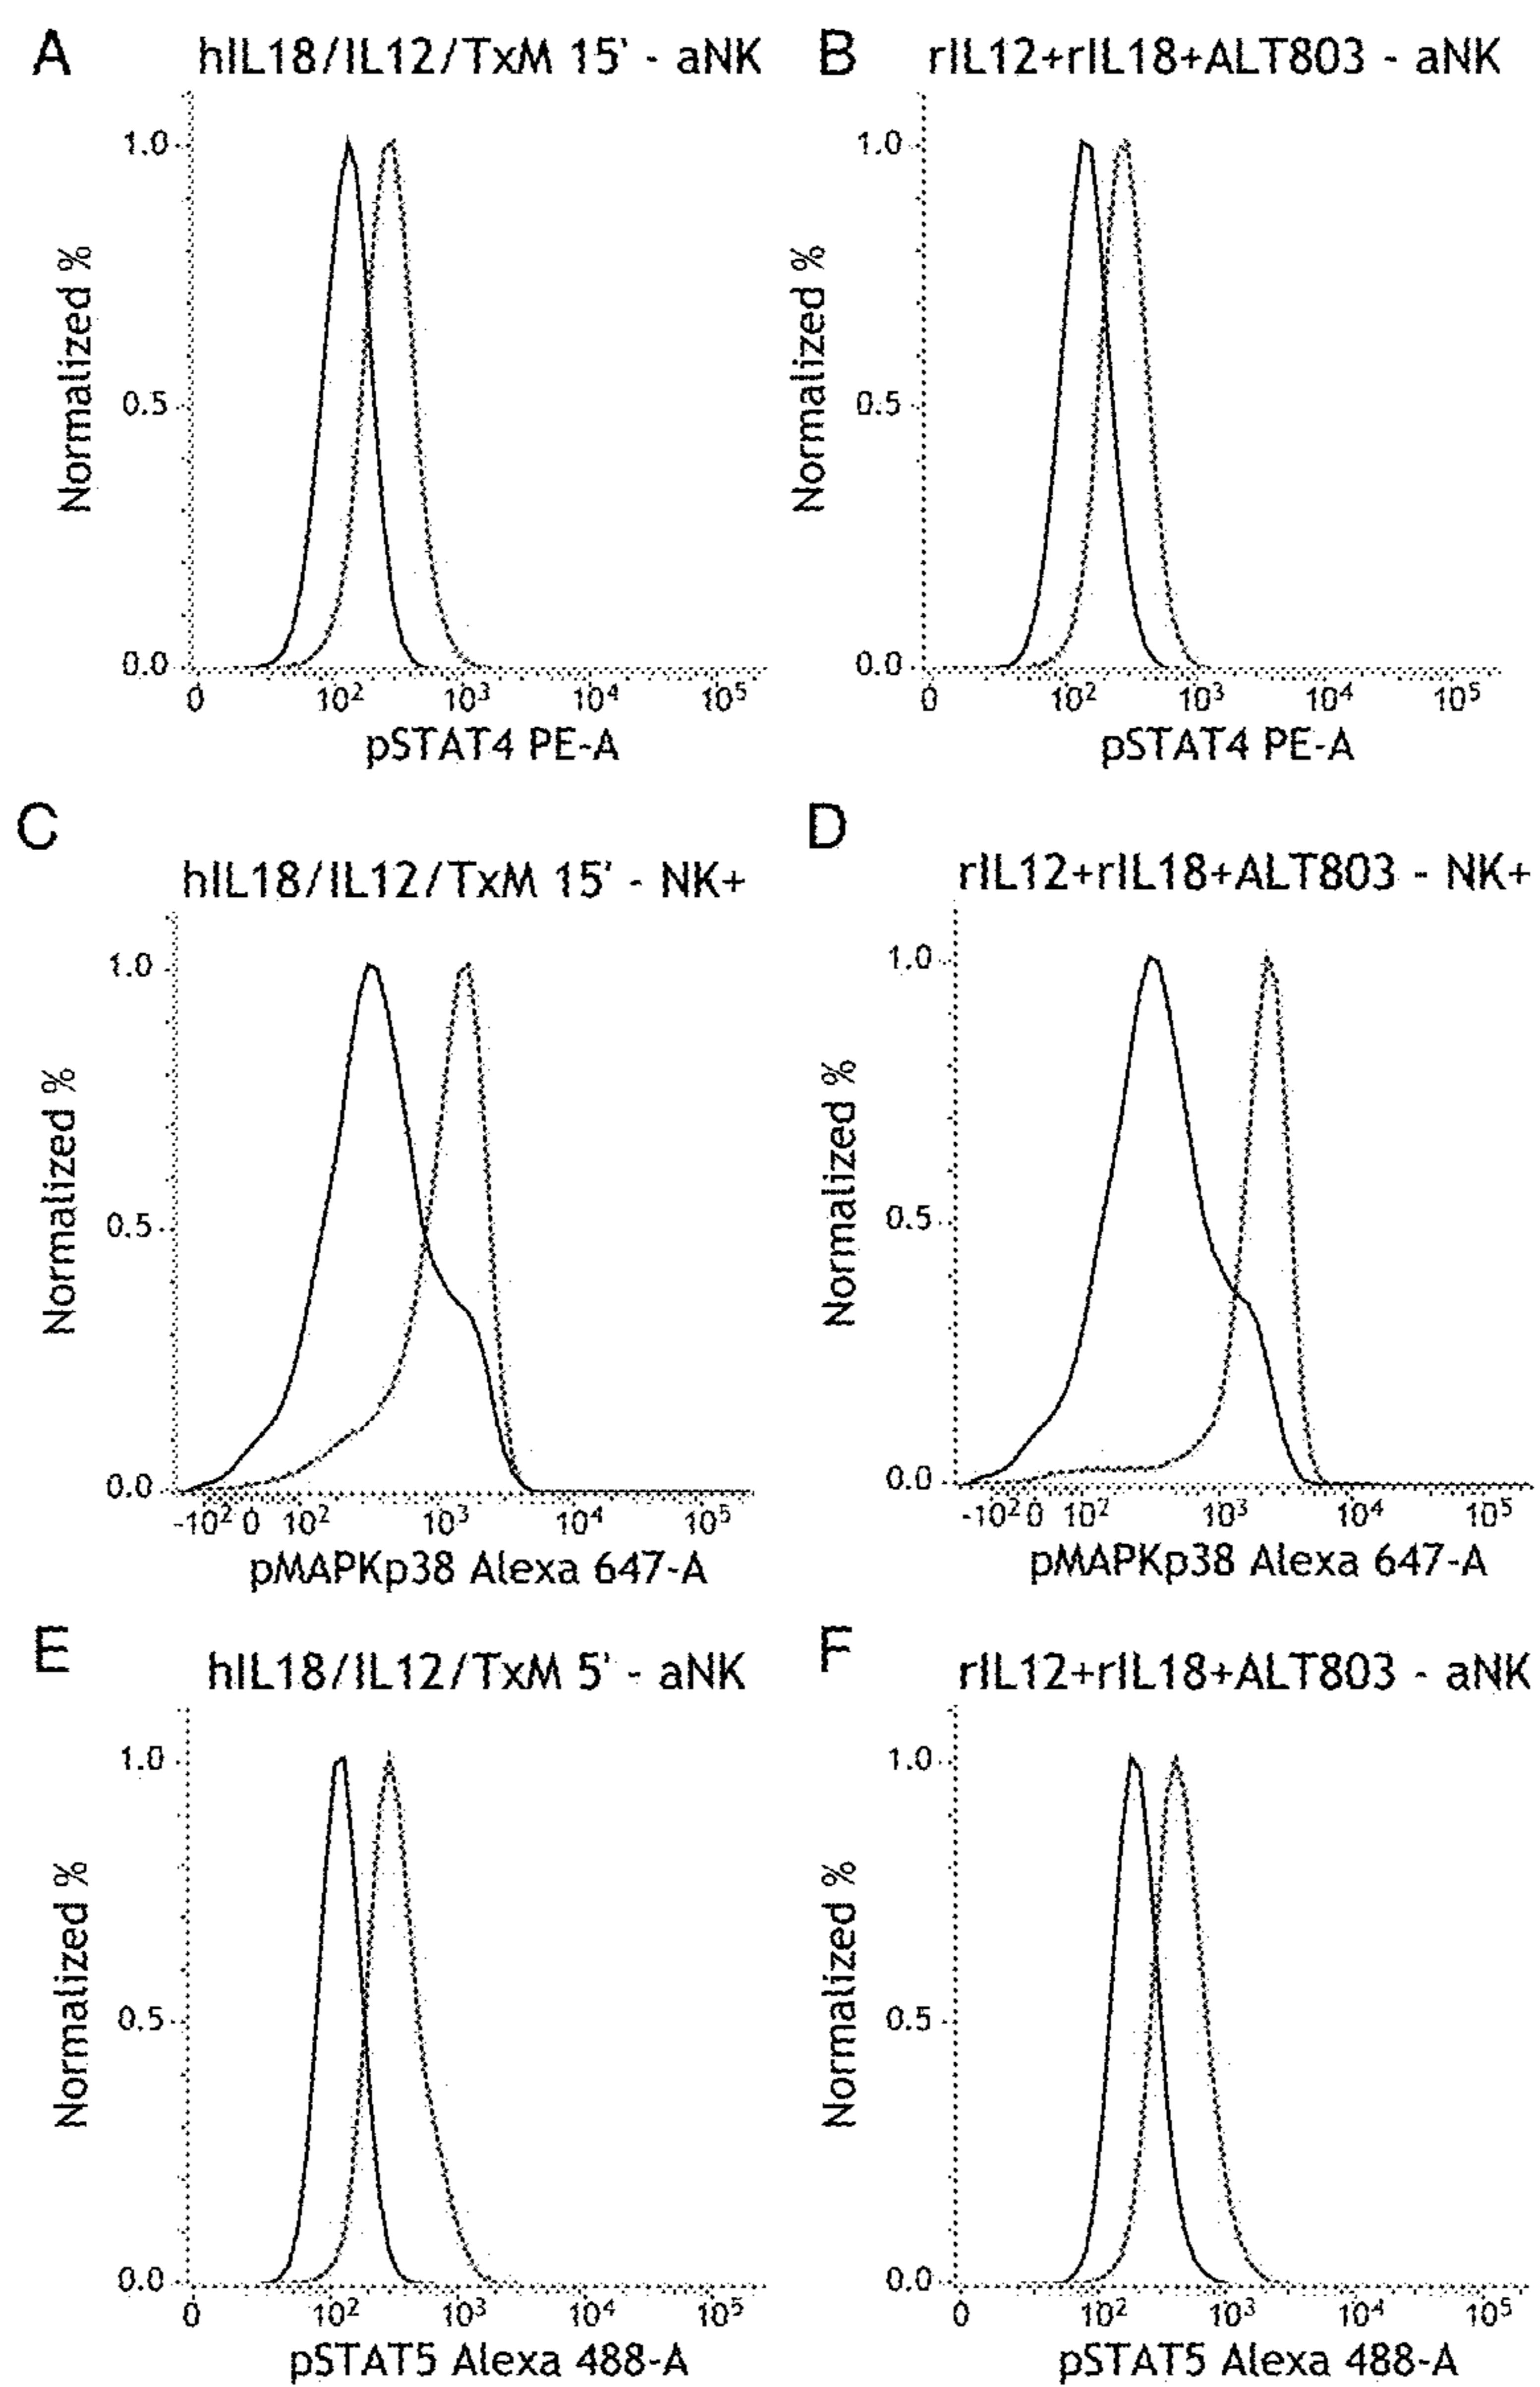 A
hIL18/IL12/TxM 15' - aNK
Normalized %
1.0
0.5
0.0
0 10² 10³ 10⁴ 10⁵
pSTAT4 PE-A
B
rIL12+rIL18+ALT803 - aNK
Normalized %
1.0
0.5
0.0
0 10² 10³ 10⁴ 10⁵
pSTAT4 PE-A
C
hIL18/IL12/TxM 15' - NK+
Normalized %
1.0
0.5
0.0
-10² 0 10² 10³ 10⁴ 10⁵
pMAPKp38 Alexa 647-A
D
rIL12+rIL18+ALT803 - NK+
Normalized %
1.0
0.5
0.0
-10² 0 10² 10³ 10⁴ 10⁵
pMAPKp38 Alexa 647-A
E
hIL18/IL12/TxM 5' - aNK
Normalized %
1.0
0.5
0.0
0 10² 10³ 10⁴ 10⁵
pSTAT5 Alexa 488-A
F
rIL12+rIL18+ALT803 - aNK
Normalized %
1.0
0.5
0.0
0 10² 10³ 10⁴ 10⁵
pSTAT5 Alexa 488-A